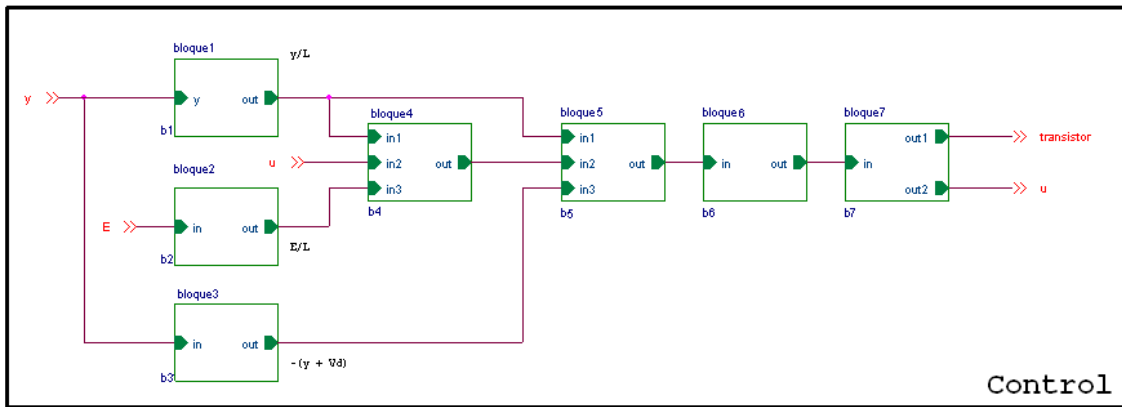 bloque1
y/L
y
y
out
b1
bloque2
E
in
out
b2
E/L
bloque3
in
out
b3
-(y + Vd)
bloque4
u
in1
in2
in3
out
b4
bloque5
in1
in2
in3
out
b5
bloque6
in
out
b6
bloque7
in
out1
out2
b7
transistor
u
Control